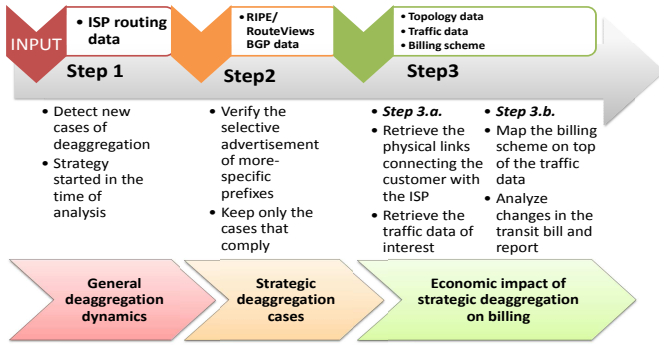 INPUT
• ISP routing
data
• RIPE/
RouteViews
BGP data
• Topology data
• Traffic data
• Billing scheme
Step 1
Step2
Step3
• Detect new
cases of
deaggregation
• Strategy
started in the
time of
analysis
• Verify the
selective
advertisement
of more-
specific
prefixes
• Keep only the
cases that
comply
• Step 3.a.
• Retrieve the
physical links
connecting the
customer with
the ISP
• Retrieve the
traffic data of
interest
• Step 3.b.
• Map the billing
scheme on top
of the traffic
data
• Analyze
changes in the
transit bill and
report
General
deaggregation
dynamics
Strategic
deaggregation
cases
Economic impact of
strategic deaggregation
on billing